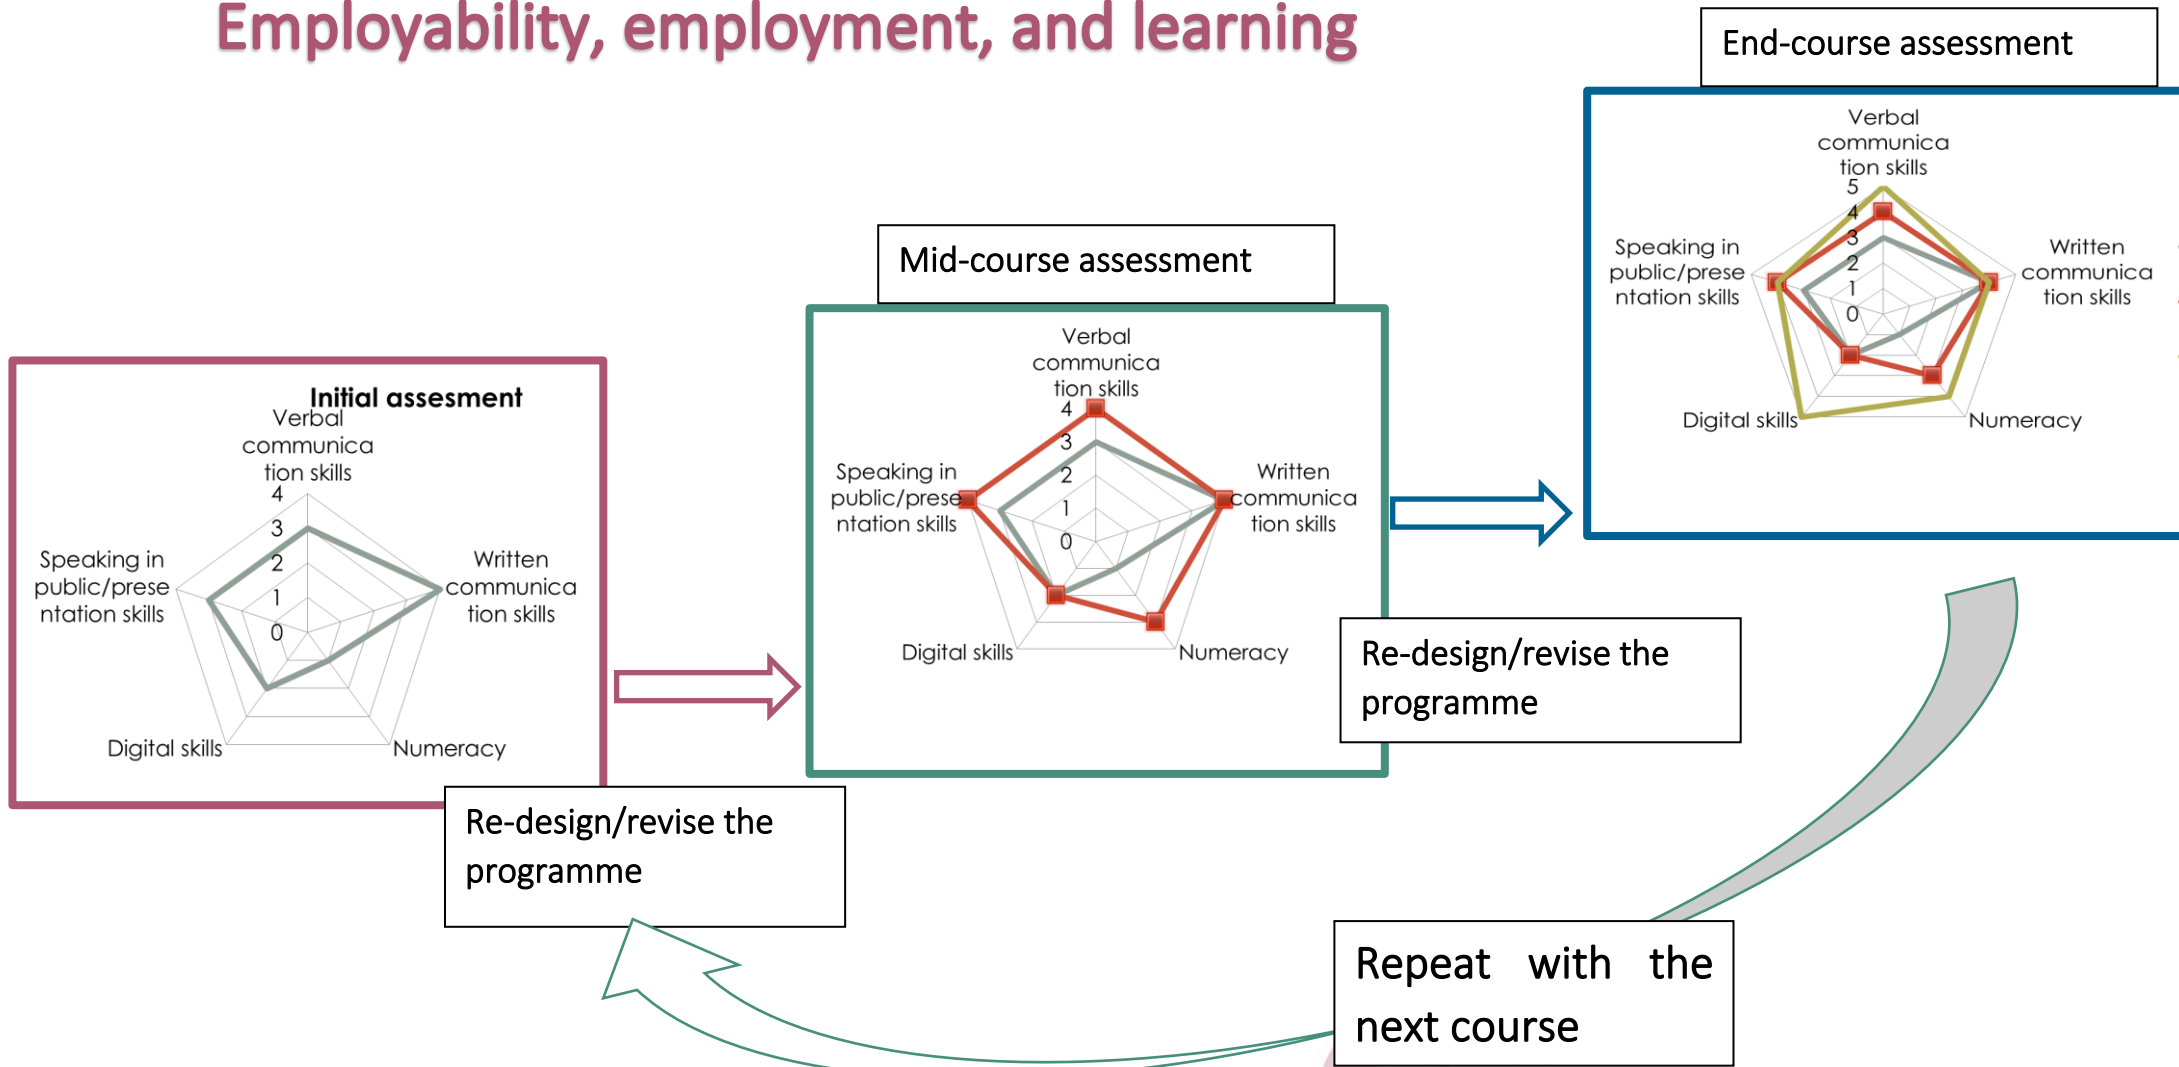 Employability, employment, and learning
End-course assessment
Verbal
communica
tion skills
5
4
3
2
1
0
Speaking in
public/prese
ntation skills
Written
communica
tion skills
Digital skills
Numeracy
Mid-course assessment
Verbal
communica
tion skills
4
3
2
1
0
Speaking in
public/prese
ntation skills
Written
communica
tion skills
Digital skills
Numeracy
Re-design/revise the
programme
Initial assesment
Verbal
communica
tion skills
4
3
2
1
0
Speaking in
public/prese
ntation skills
Written
communica
tion skills
Digital skills
Numeracy
Re-design/revise the
programme
Repeat with the
next course